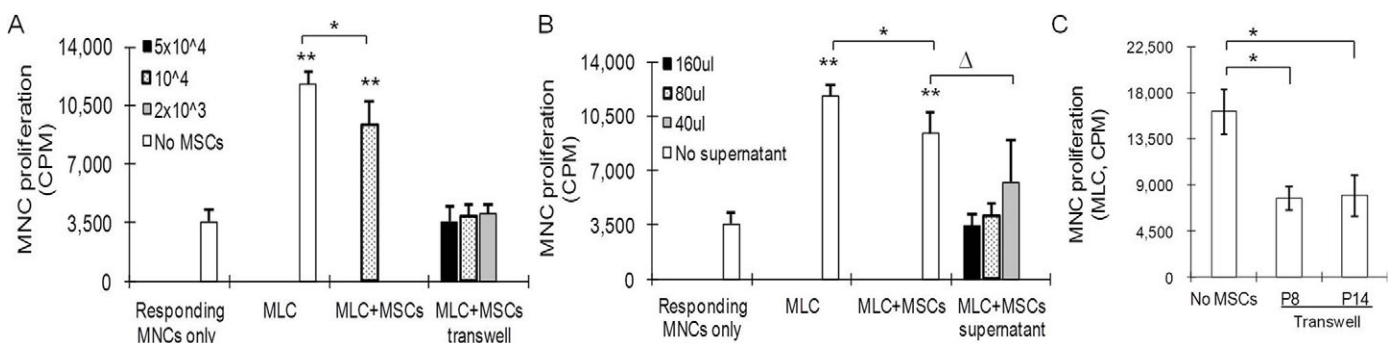 A
MNC proliferation
(CPM)
14,000
10,500
7,000
3,500
0
5x10^4
10^4
2x10^3
No MSCs
*
**
**
Responding
MNCs only
MLC
MLC+MSCs
MLC+MSCs
transwell
B
MNC proliferation
(CPM)
14,000
10,500
7,000
3,500
0
160ul
80ul
40ul
No supernatant
*
**
**
Δ
Responding
MNCs only
MLC
MLC+MSCs
MLC+MSCs
supernatant
C
MNC proliferation
(MLC, CPM)
22,500
18,000
13,500
9,000
4,500
0
*
*
No MSCs
P8
P14
Transwell